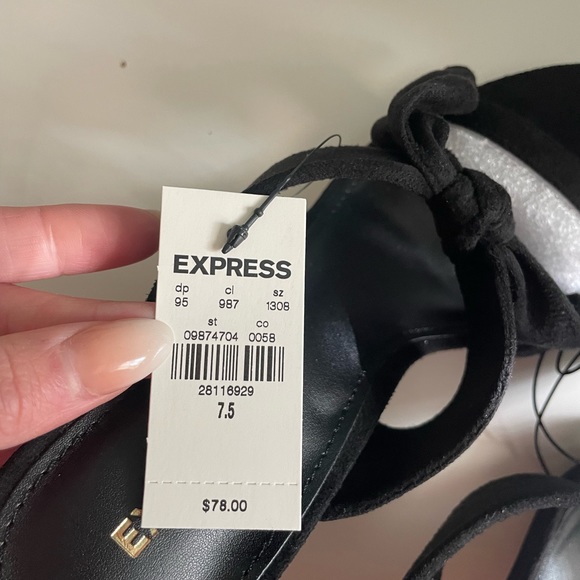 EXPRESS
dp cl sz
95 987 1308
st co
09874704 0058
28116929
7.5
$78.00
E